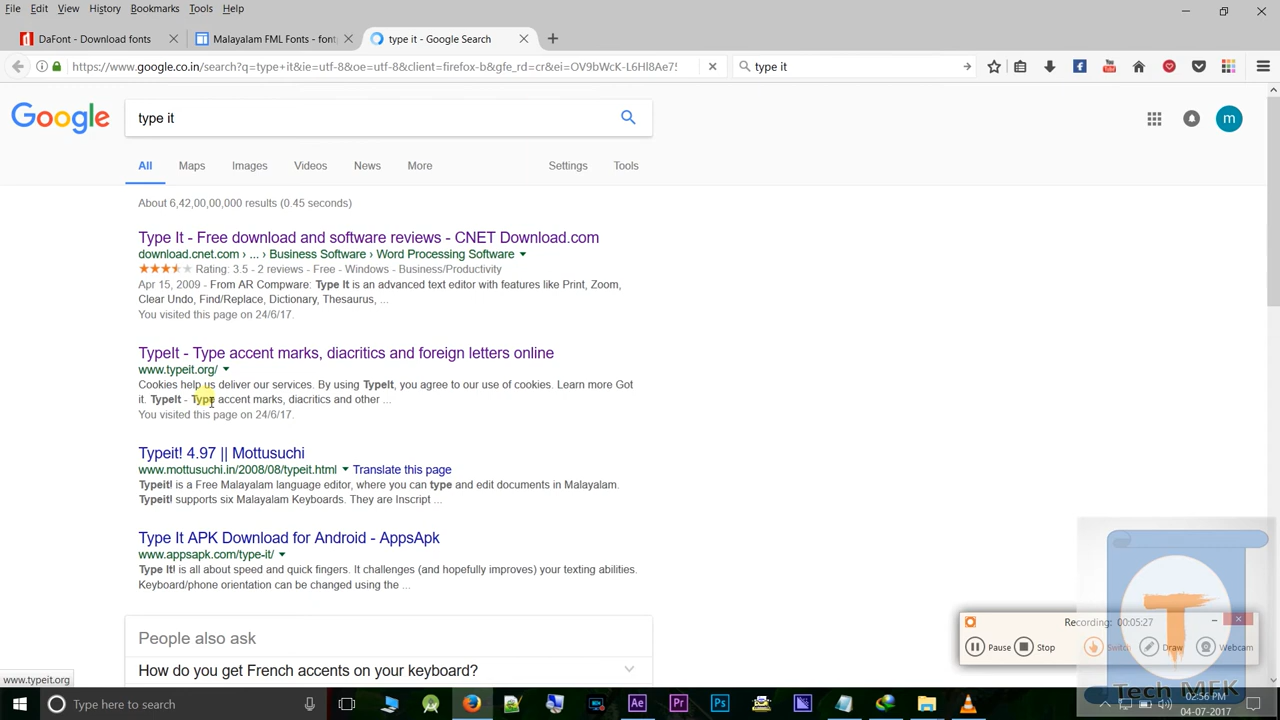 File Edit View History Bookmarks Tools Help
DaFont - Download fonts
Malayalam FML Fonts - font
type it - Google Search
https://www.google.co.in/search?q=type+it&ie=utf-8&oe=utf-8&client=firefox-b&gfe_rd=cr&ei=OV9bWcK-L6Hl8Ae7!
type it
Google
type it
m
All Maps Images Videos News More Settings Tools
About 6,42,00,00,000 results (0.45 seconds)
Type It - Free download and software reviews - CNET Download.com
download.cnet.com › ... › Business Software › Word Processing Software
Rating: 3.5 - 2 reviews - Free - Windows - Business/Productivity
Apr 15, 2009 - From AR Compware: Type It is an advanced text editor with features like Print, Zoom,
Clear Undo, Find/Replace, Dictionary, Thesaurus, ...
You visited this page on 24/6/17.
TypeIt - Type accent marks, diacritics and foreign letters online
www.typeit.org/
Cookies help us deliver our services. By using TypeIt, you agree to our use of cookies. Learn more Got
it. TypeIt - Type accent marks, diacritics and other ...
You visited this page on 24/6/17.
Typeit! 4.97 || Mottusuchi
www.mottusuchi.in/2008/08/typeit.html Translate this page
Typeit! is a Free Malayalam language editor, where you can type and edit documents in Malayalam.
Typeit! supports six Malayalam Keyboards. They are Inscript ...
Type It APK Download for Android - AppsApk
www.appsapk.com/type-it/
Type It! is all about speed and quick fingers. It challenges (and hopefully improves) your texting abilities.
Keyboard/phone orientation can be changed using the ...
People also ask
How do you get French accents on your keyboard?
www.typeit.org
Recording: 00:05:27
Pause Stop Switch Draw Webcam
T
Tech MFK
Type here to search
Ae Pr Ps
02:56 PM
04-07-2017